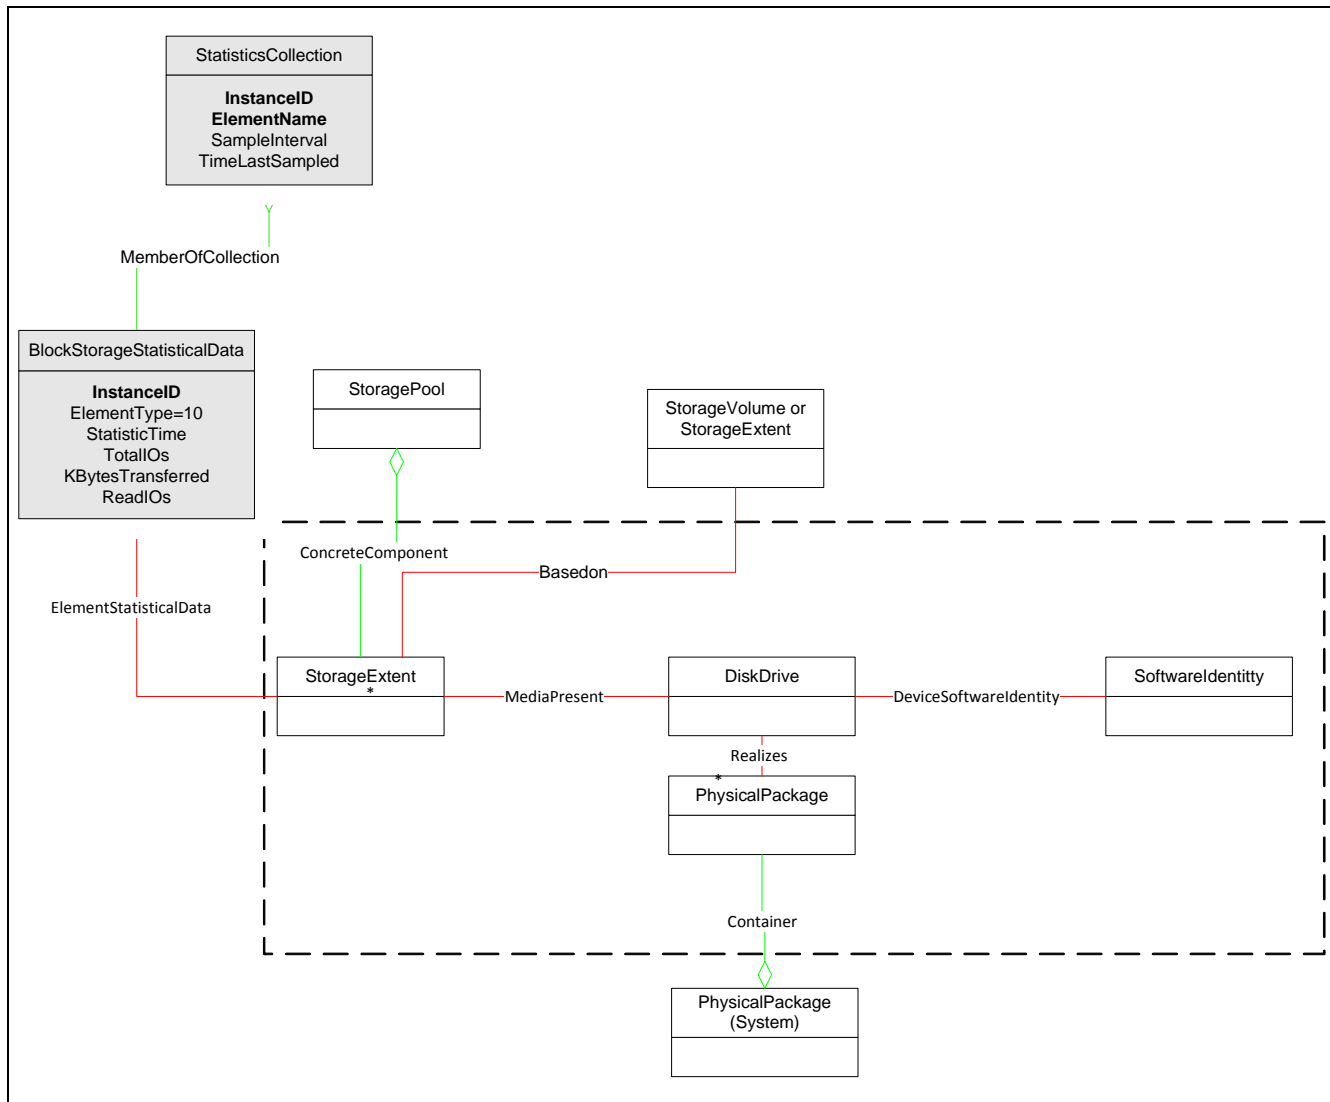 StatisticsCollection
InstanceID
ElementName
SampleInterval
TimeLastSampled
MemberOfCollection
BlockStorageStatisticalData
InstanceID
ElementType=10
StatisticTime
TotalIOs
KBytesTransferred
ReadIOs
StoragePool
StorageVolume or
StorageExtent
ConcreteComponent
Basedon
ElementStatisticalData
StorageExtent
*
MediaPresent
DiskDrive
DeviceSoftwareIdentity
SoftwareIdentitty
Realizes
*
PhysicalPackage
Container
PhysicalPackage
(System)